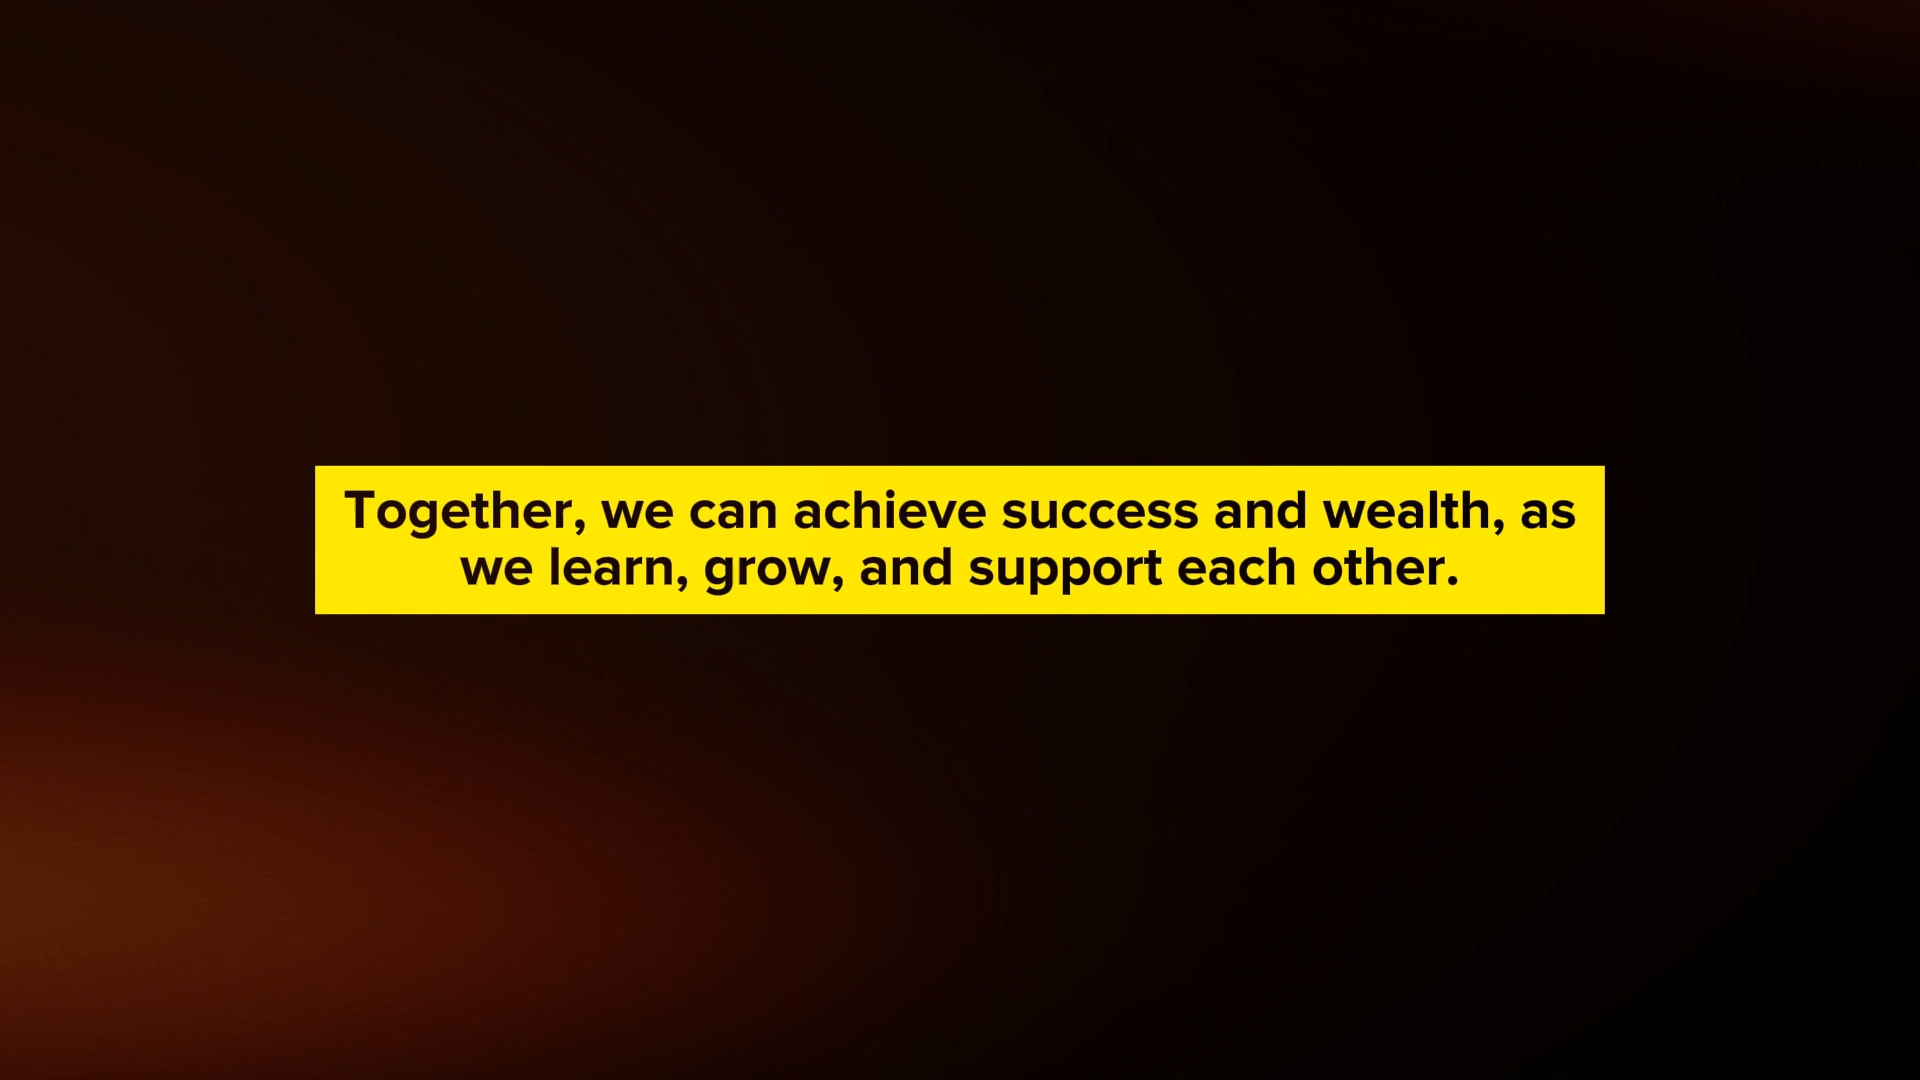 Together, we can achieve success and wealth, as
we learn, grow, and support each other.